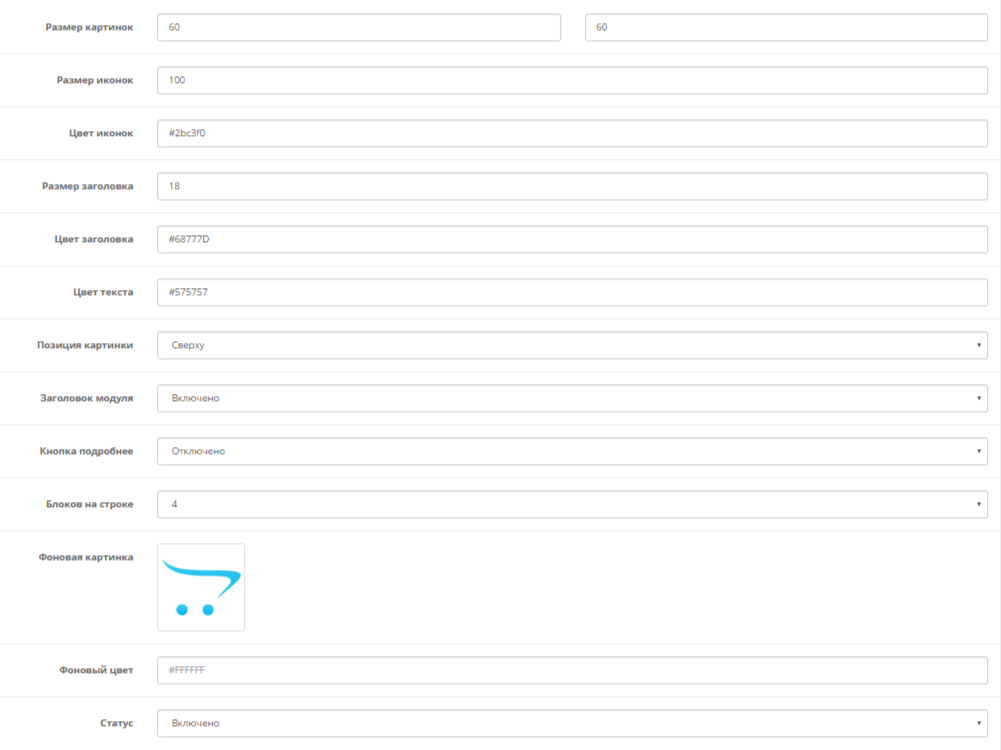 Размер картинок 60 60
Размер иконок 100
Цвет иконок #2bc3f0
Размер заголовка 18
Цвет заголовка #68777D
Цвет текста #575757
Позиция картинки Сверху
Заголовок модуля Включено
Кнопка подробнее Отключено
Блоков на строке 4
Фоновая картинка
Фоновый цвет #FFFFFF
Статус Включено